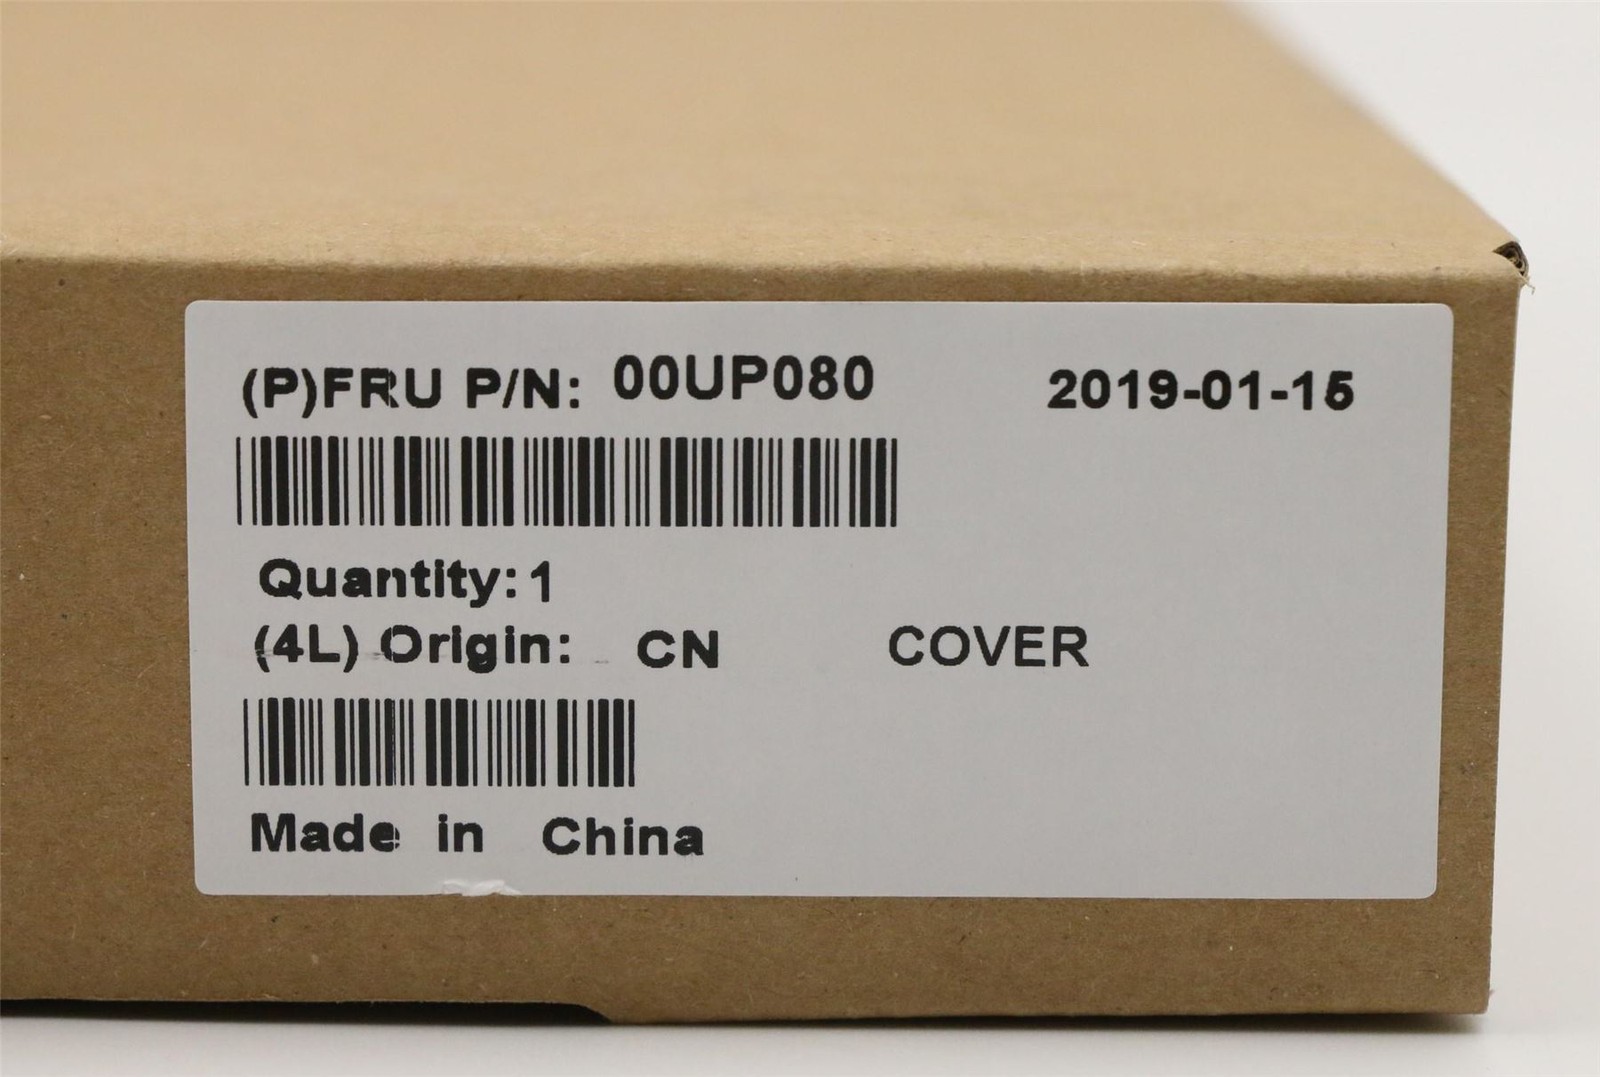 (P)FRU P/N: 00UP080 2019-01-15
Quantity: 1
(4L) Origin: CN COVER
Made in China